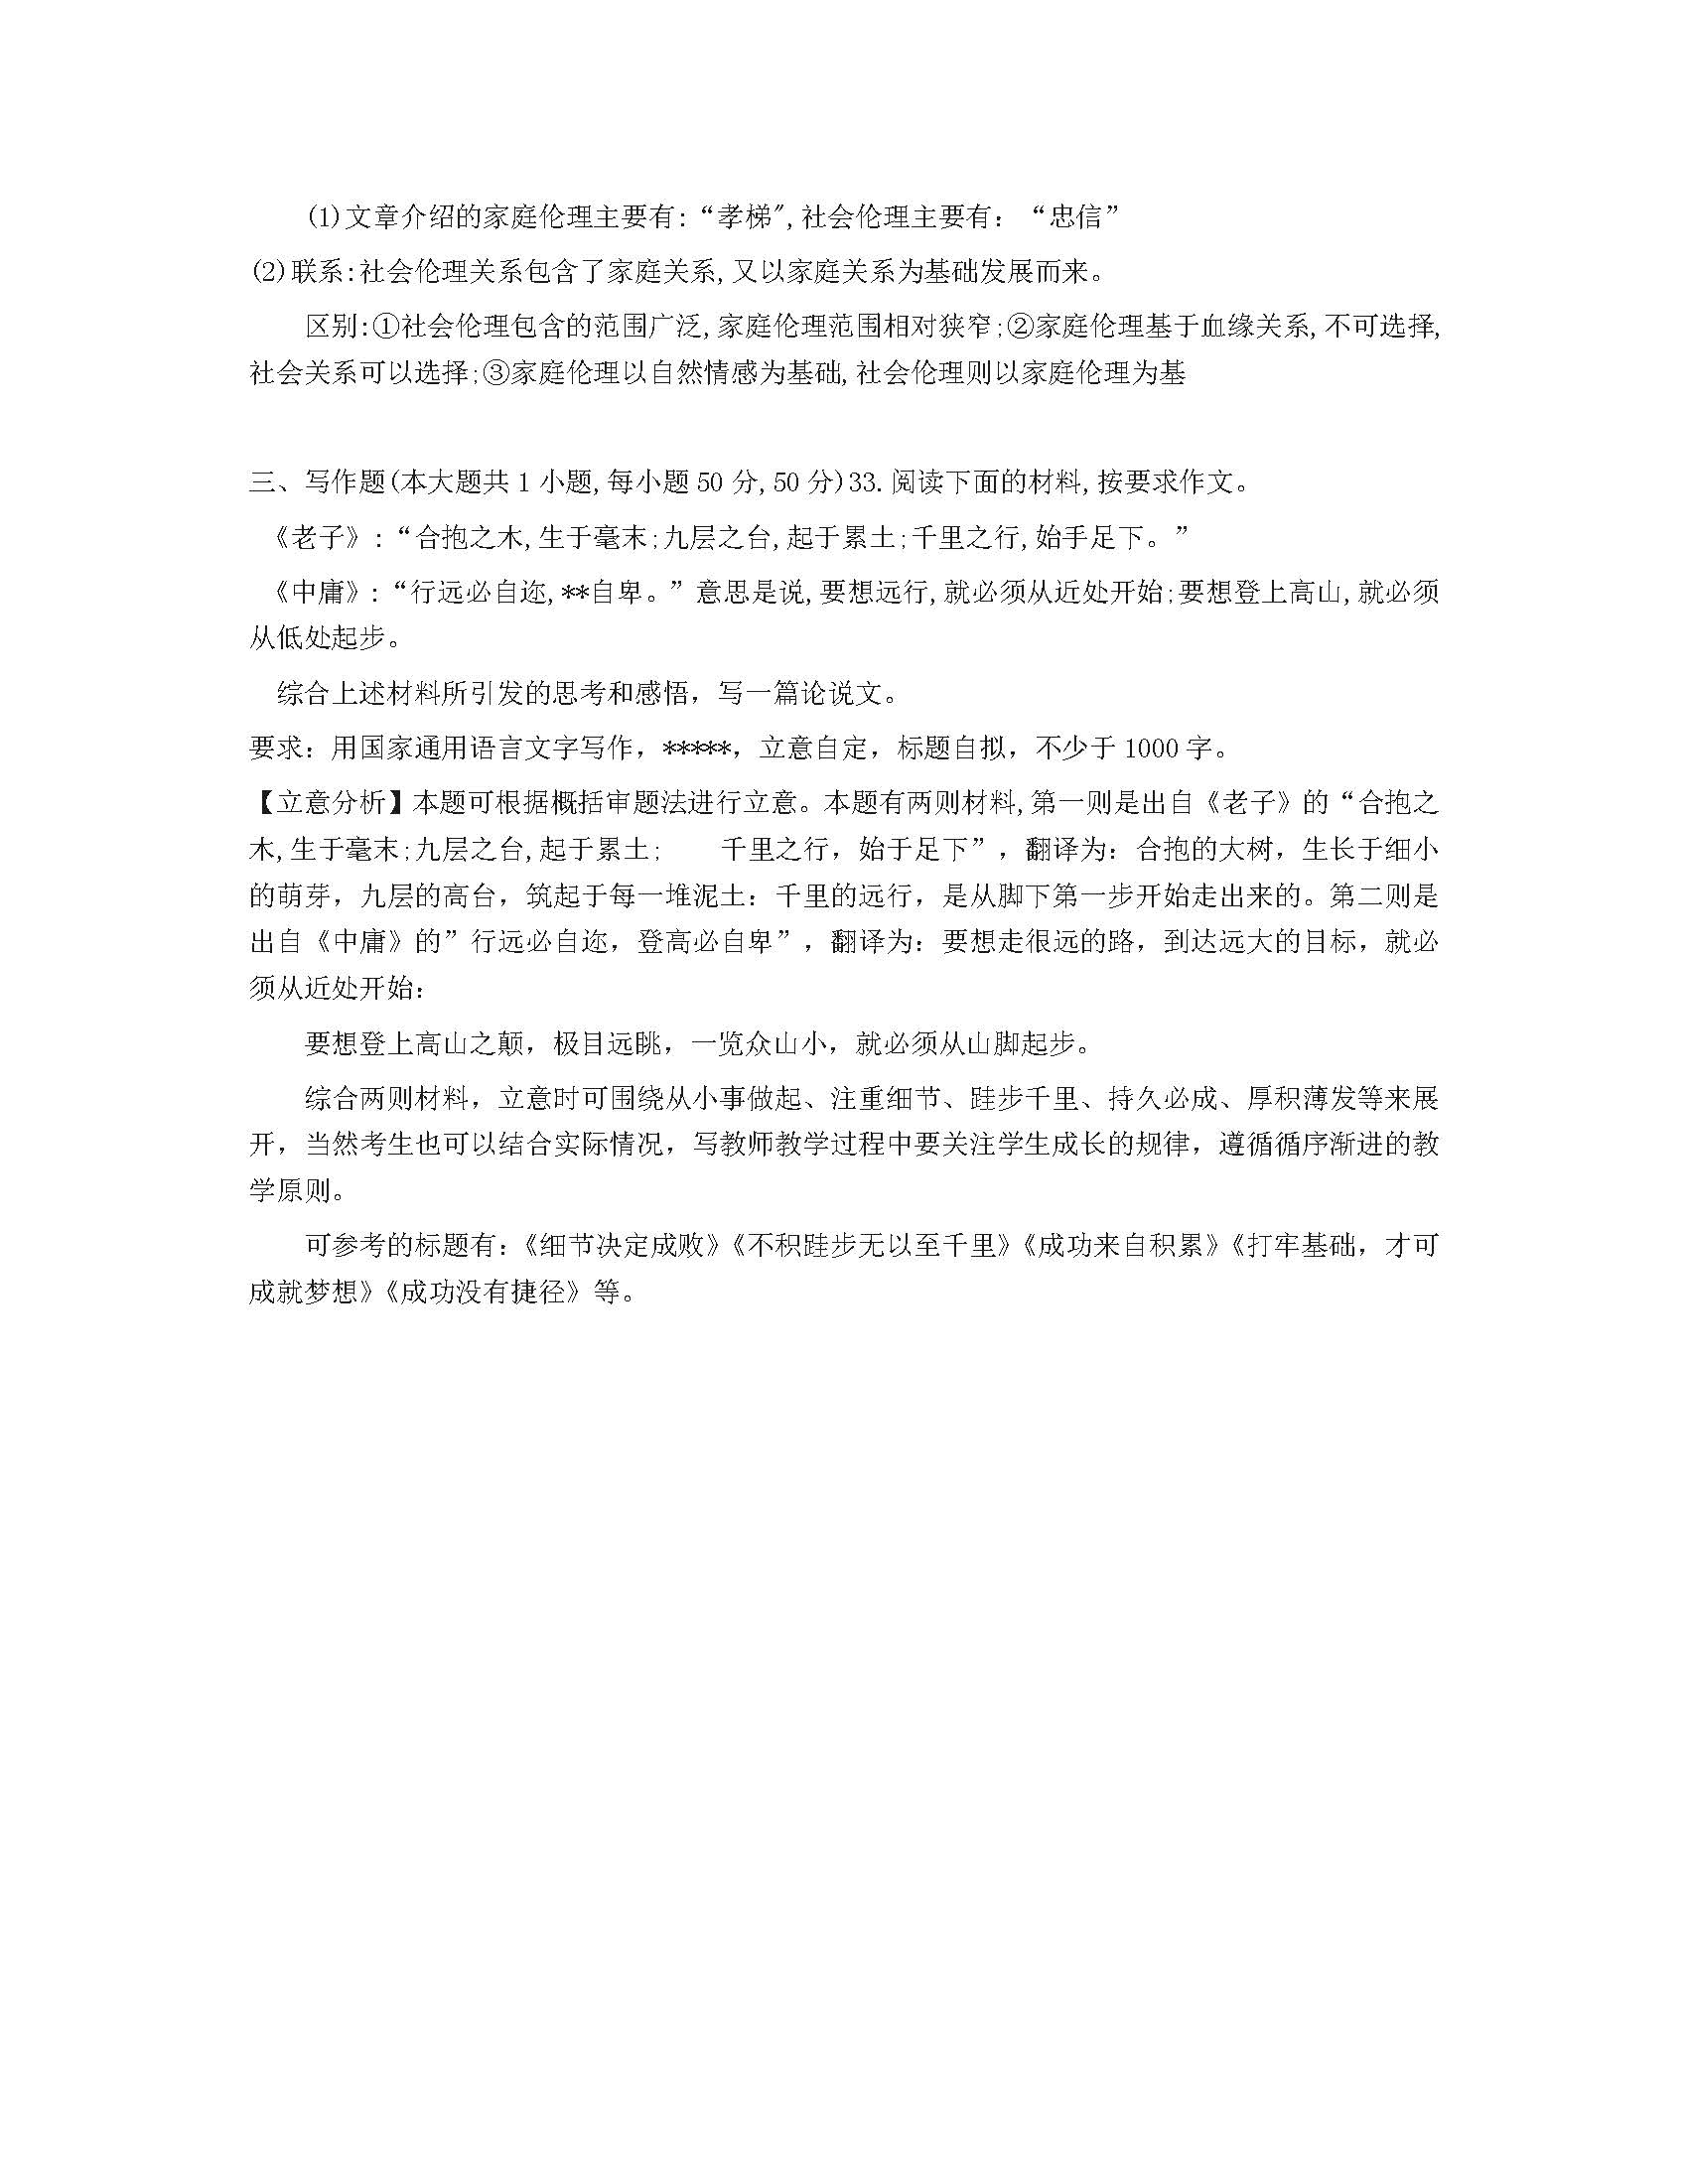 (1)文章介绍的家庭伦理主要有:“孝梯",社会伦理主要有：“忠信”
(2)联系:社会伦理关系包含了家庭关系,又以家庭关系为基础发展而来。
区别:①社会伦理包含的范围广泛,家庭伦理范围相对狭窄;②家庭伦理基于血缘关系,不可选择,
社会关系可以选择;③家庭伦理以自然情感为基础,社会伦理则以家庭伦理为基
三、写作题(本大题共1小题,每小题50分,50分)33.阅读下面的材料,按要求作文。
《老子》:“合抱之木,生于毫末;九层之台,起于累土;千里之行,始手足下。”
《中庸》:“行远必自迩,**自卑。”意思是说,要想远行,就必须从近处开始;要想登上高山,就必须
从低处起步。
综合上述材料所引发的思考和感悟，写一篇论说文。
要求：用国家通用语言文字写作，*****，立意自定，标题自拟，不少于1000字。
【立意分析】本题可根据概括审题法进行立意。本题有两则材料,第一则是出自《老子》的“合抱之
木,生于毫末;九层之台,起于累土;　　千里之行，始于足下”，翻译为：合抱的大树，生长于细小
的萌芽，九层的高台，筑起于每一堆泥土：千里的远行，是从脚下第一步开始走出来的。第二则是
出自《中庸》的”行远必自迩，登高必自卑”，翻译为：要想走很远的路，到达远大的目标，就必
须从近处开始：
要想登上高山之颠，极目远眺，一览众山小，就必须从山脚起步。
综合两则材料，立意时可围绕从小事做起、注重细节、跬步千里、持久必成、厚积薄发等来展
开，当然考生也可以结合实际情况，写教师教学过程中要关注学生成长的规律，遵循循序渐进的教
学原则。
可参考的标题有：《细节决定成败》《不积跬步无以至千里》《成功来自积累》《打牢基础，才可
成就梦想》《成功没有捷径》等。